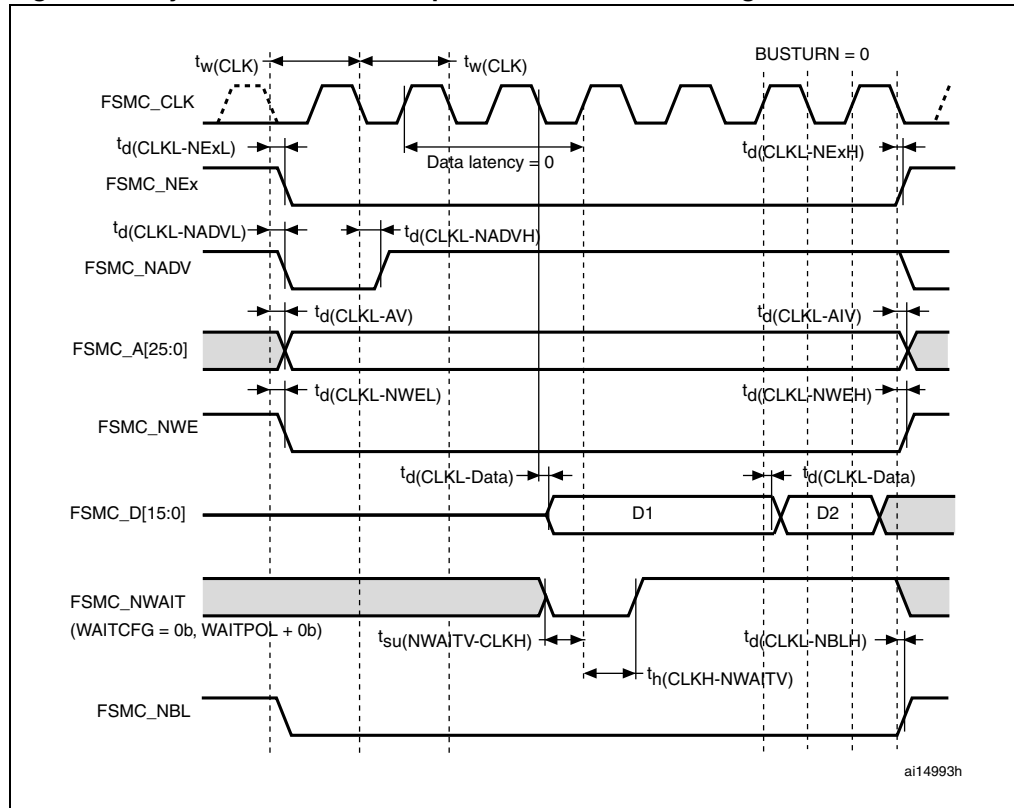 BUSTURN = 0
tw(CLK) tw(CLK)
FSMC_CLK
td(CLKL-NExL) Data latency = 0 td(CLKL-NExH)
FSMC_NEx
td(CLKL-NADVL) td(CLKL-NADVH)
FSMC_NADV
td(CLKL-AV) td(CLKL-AIV)
FSMC_A[25:0]
td(CLKL-NWEL) td(CLKL-NWEH)
FSMC_NWE
td(CLKL-Data) td(CLKL-Data)
FSMC_D[15:0] D1 D2
FSMC_NWAIT
(WAITCFG = 0b, WAITPOL + 0b)
tsu(NWAITV-CLKH) td(CLKL-NBLH)
th(CLKH-NWAITV)
FSMC_NBL
ai14993h